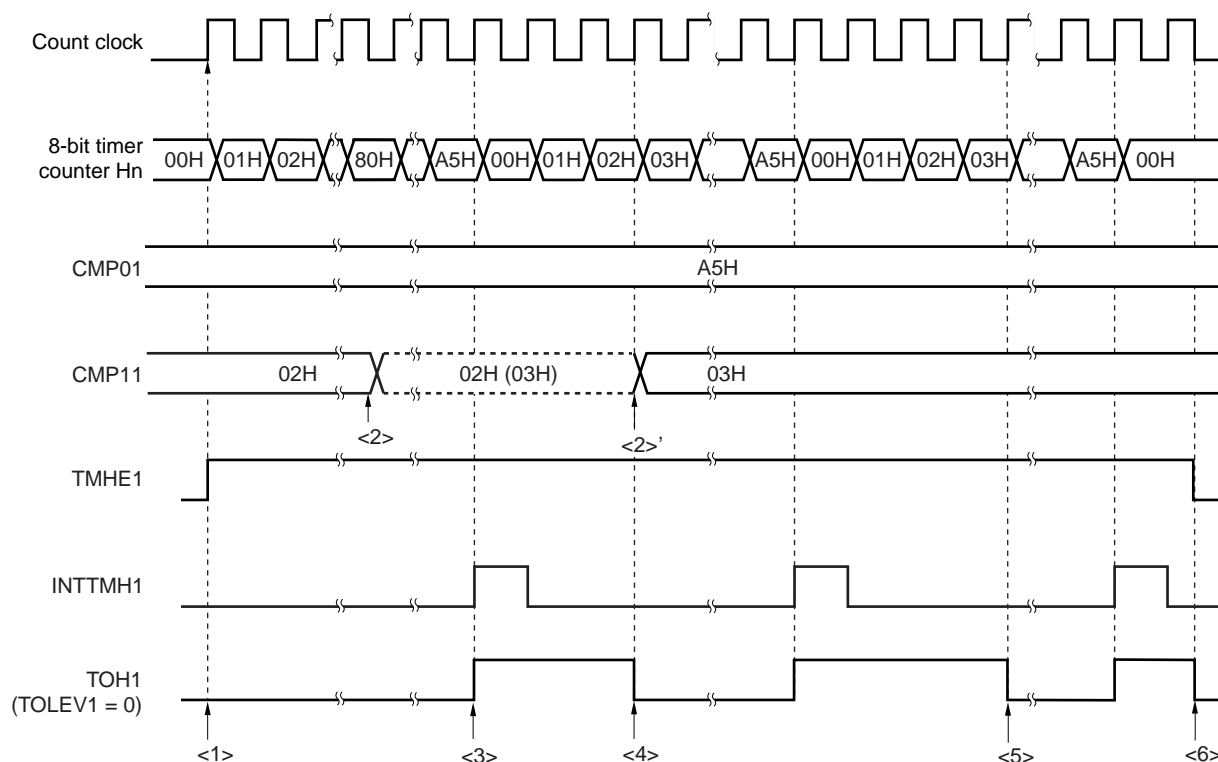 Count clock
8-bit timer
counter Hn
00H 01H 02H 80H A5H 00H 01H 02H 03H A5H 00H 01H 02H 03H A5H 00H
CMP01
A5H
CMP11
02H 02H (03H) 03H
<2> <2>’
TMHE1
INTTMH1
TOH1
(TOLEV1 = 0)
<1> <3> <4> <5> <6>